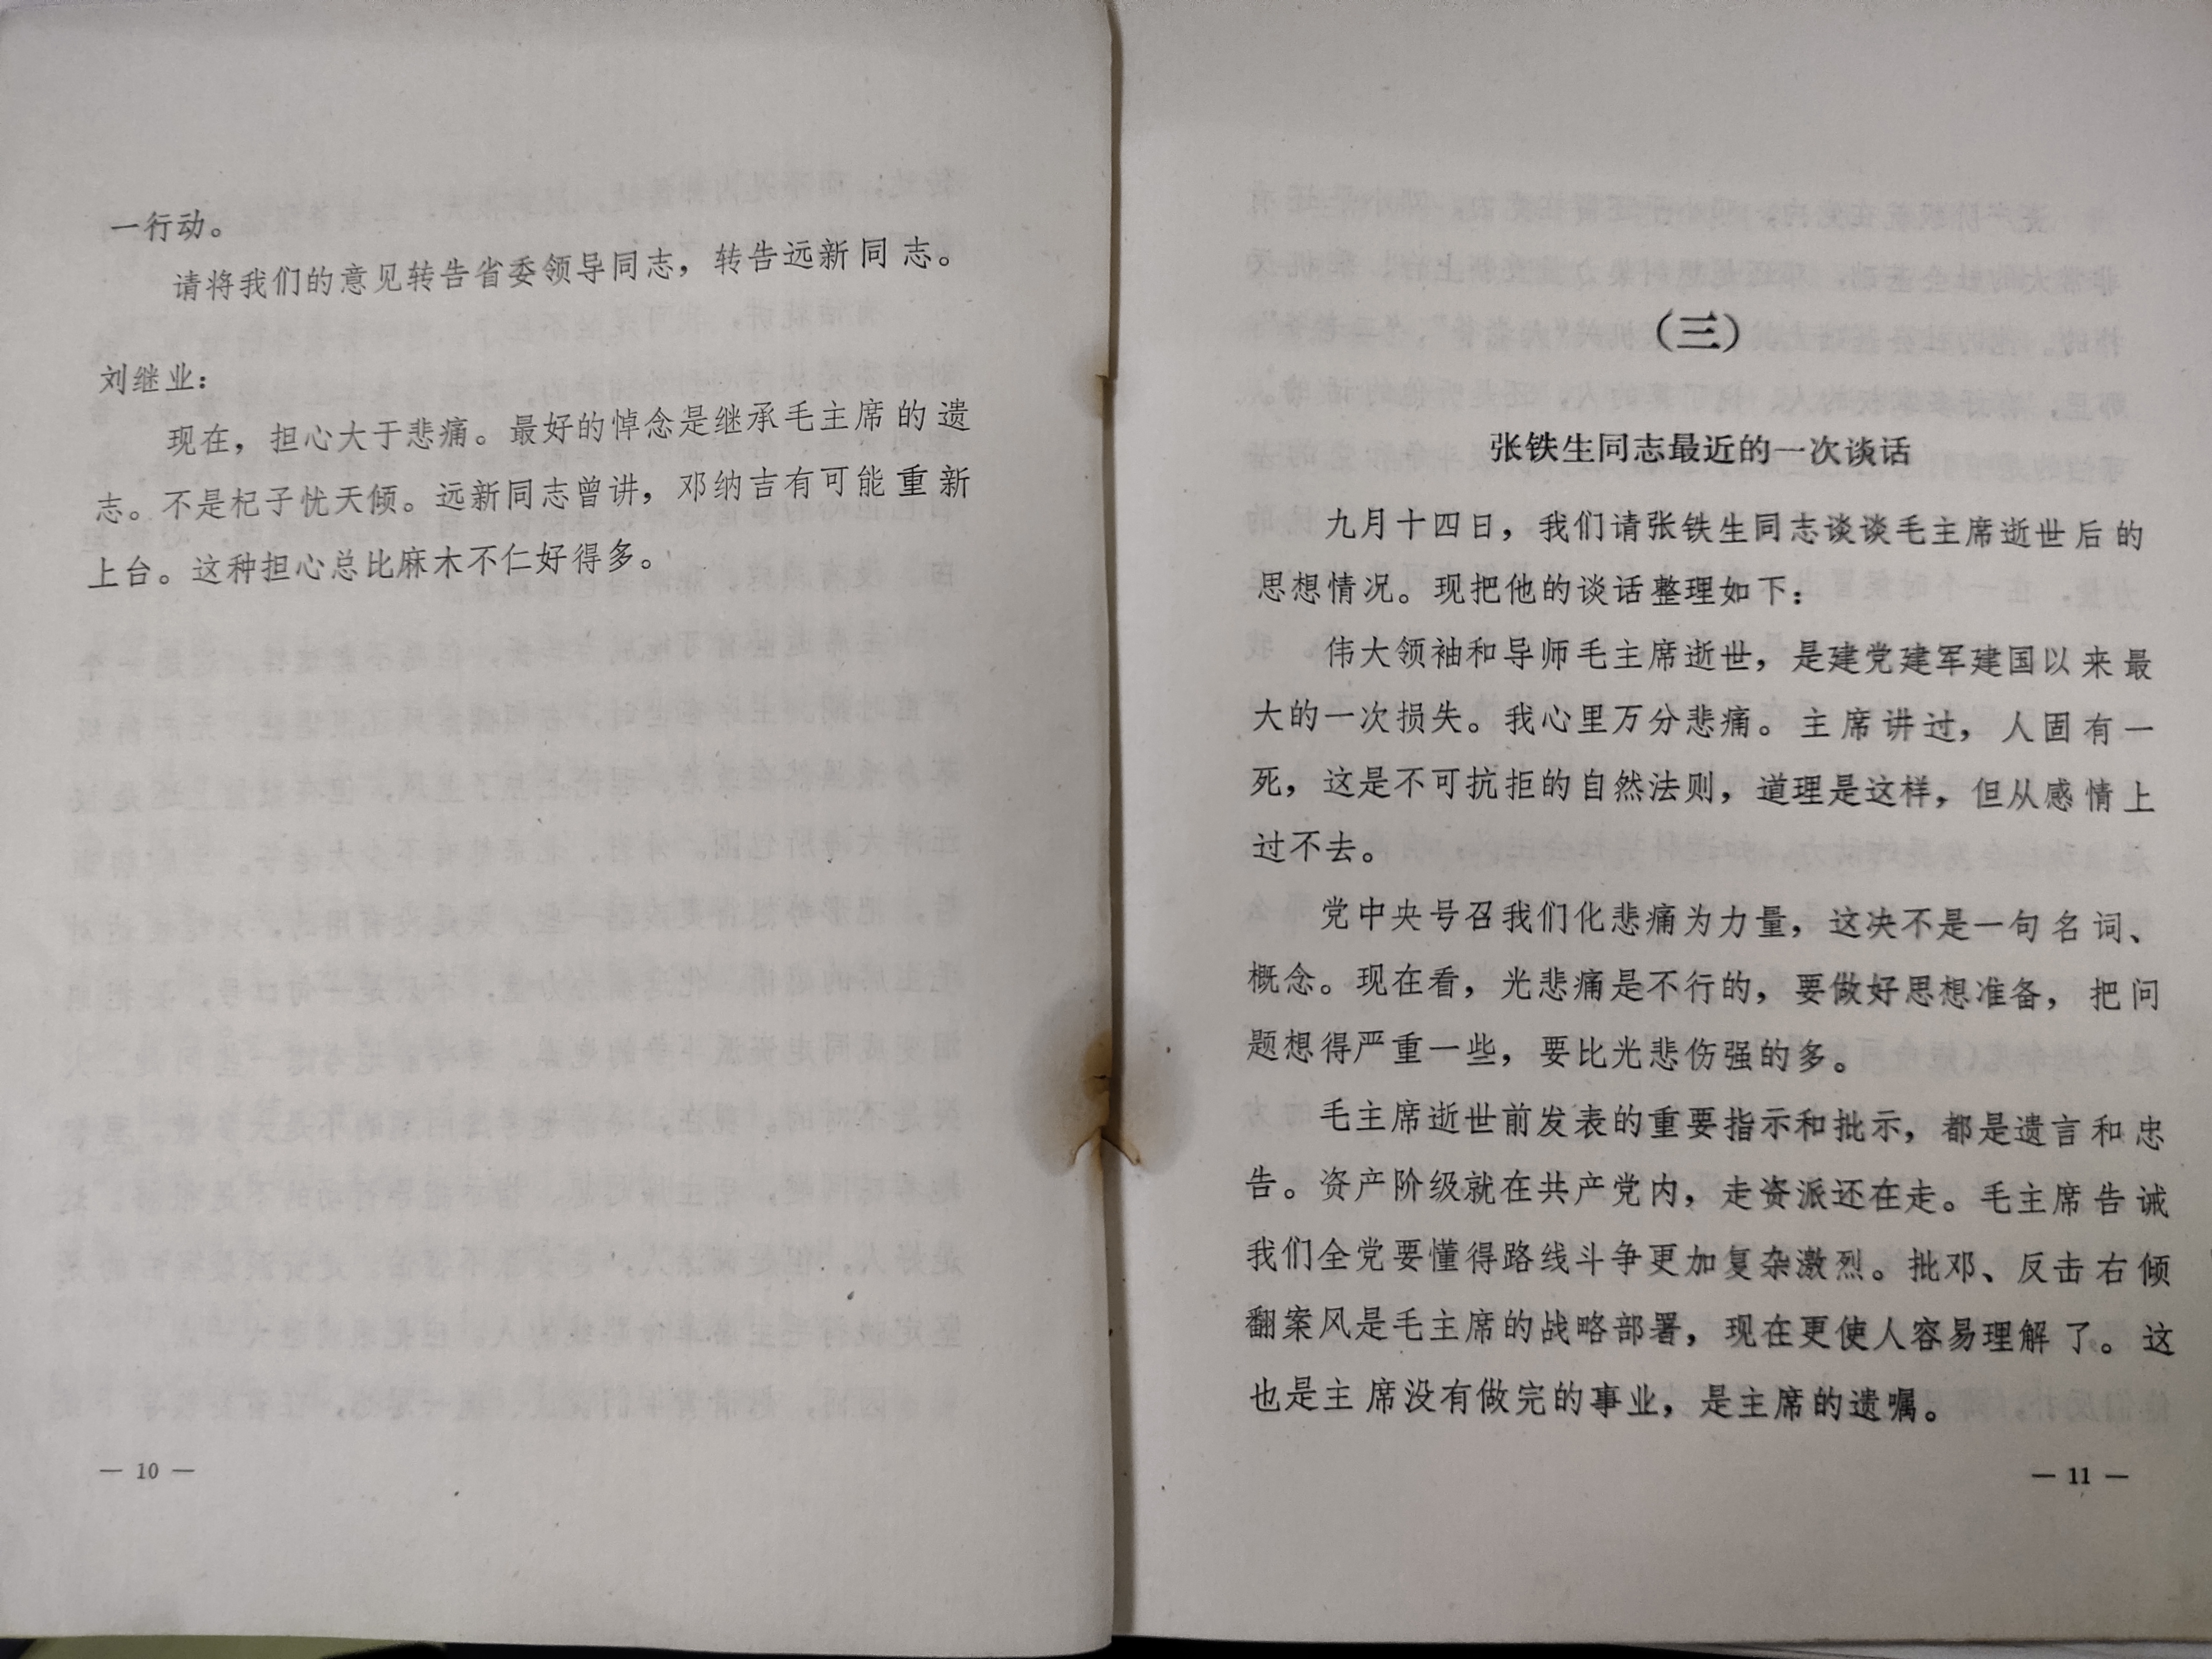 一行动。
请将我们的意见转告省委领导同志，转告远新同志。
刘继业：
现在，担心大于悲痛。最好的悼念是继承毛主席的遗
志。不是杞子忧天倾。远新同志曾讲，邓纳吉有可能重新
上台。这种担心总比麻木不仁好得多。
— 10 —
（三）
张铁生同志最近的一次谈话
九月十四日，我们请张铁生同志谈谈毛主席逝世后的
思想情况。现把他的谈话整理如下：
伟大领袖和导师毛主席逝世，是建党建军建国以来最
大的一次损失。我心里万分悲痛。主席讲过，人固有一
死，这是不可抗拒的自然法则，道理是这样，但从感情上
过不去。
党中央号召我们化悲痛为力量，这决不是一句名词、
概念。现在看，光悲痛是不行的，要做好思想准备，把问
题想得严重一些，要比光悲伤强的多。
毛主席逝世前发表的重要指示和批示，都是遗言和忠
告。资产阶级就在共产党内，走资派还在走。毛主席告诫
我们全党要懂得路线斗争更加复杂激烈。批邓、反击右倾
翻案风是毛主席的战略部署，现在更使人容易理解了。这
也是主席没有做完的事业，是主席的遗嘱。
— 11 —